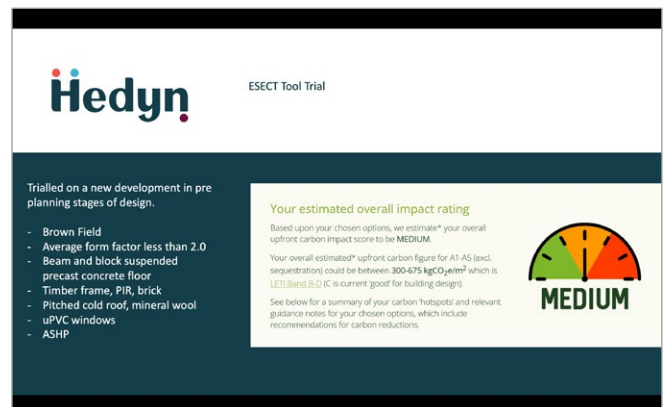 Hedyn
ESECT Tool Trial
Trialled on a new development in pre
planning stages of design.
- Brown Field
- Average form factor less than 2.0
- Beam and block suspended
precast concrete floor
- Timber frame, PIR, brick
- Pitched cold roof, mineral wool
- uPVC windows
- ASHP
Your estimated overall impact rating
Based upon your chosen options, we estimate* your overall
upfront carbon impact score to be MEDIUM.
Your overall estimated* upfront carbon figure for A1-A5 (excl.
sequestration) could be between 300-675 kgCO₂e/m² which is
LETI Band B-D (C is current 'good' for building design).
See below for a summary of your carbon 'hotspots' and relevant
guidance notes for your chosen options, which include
recommendations for carbon reductions.
MEDIUM